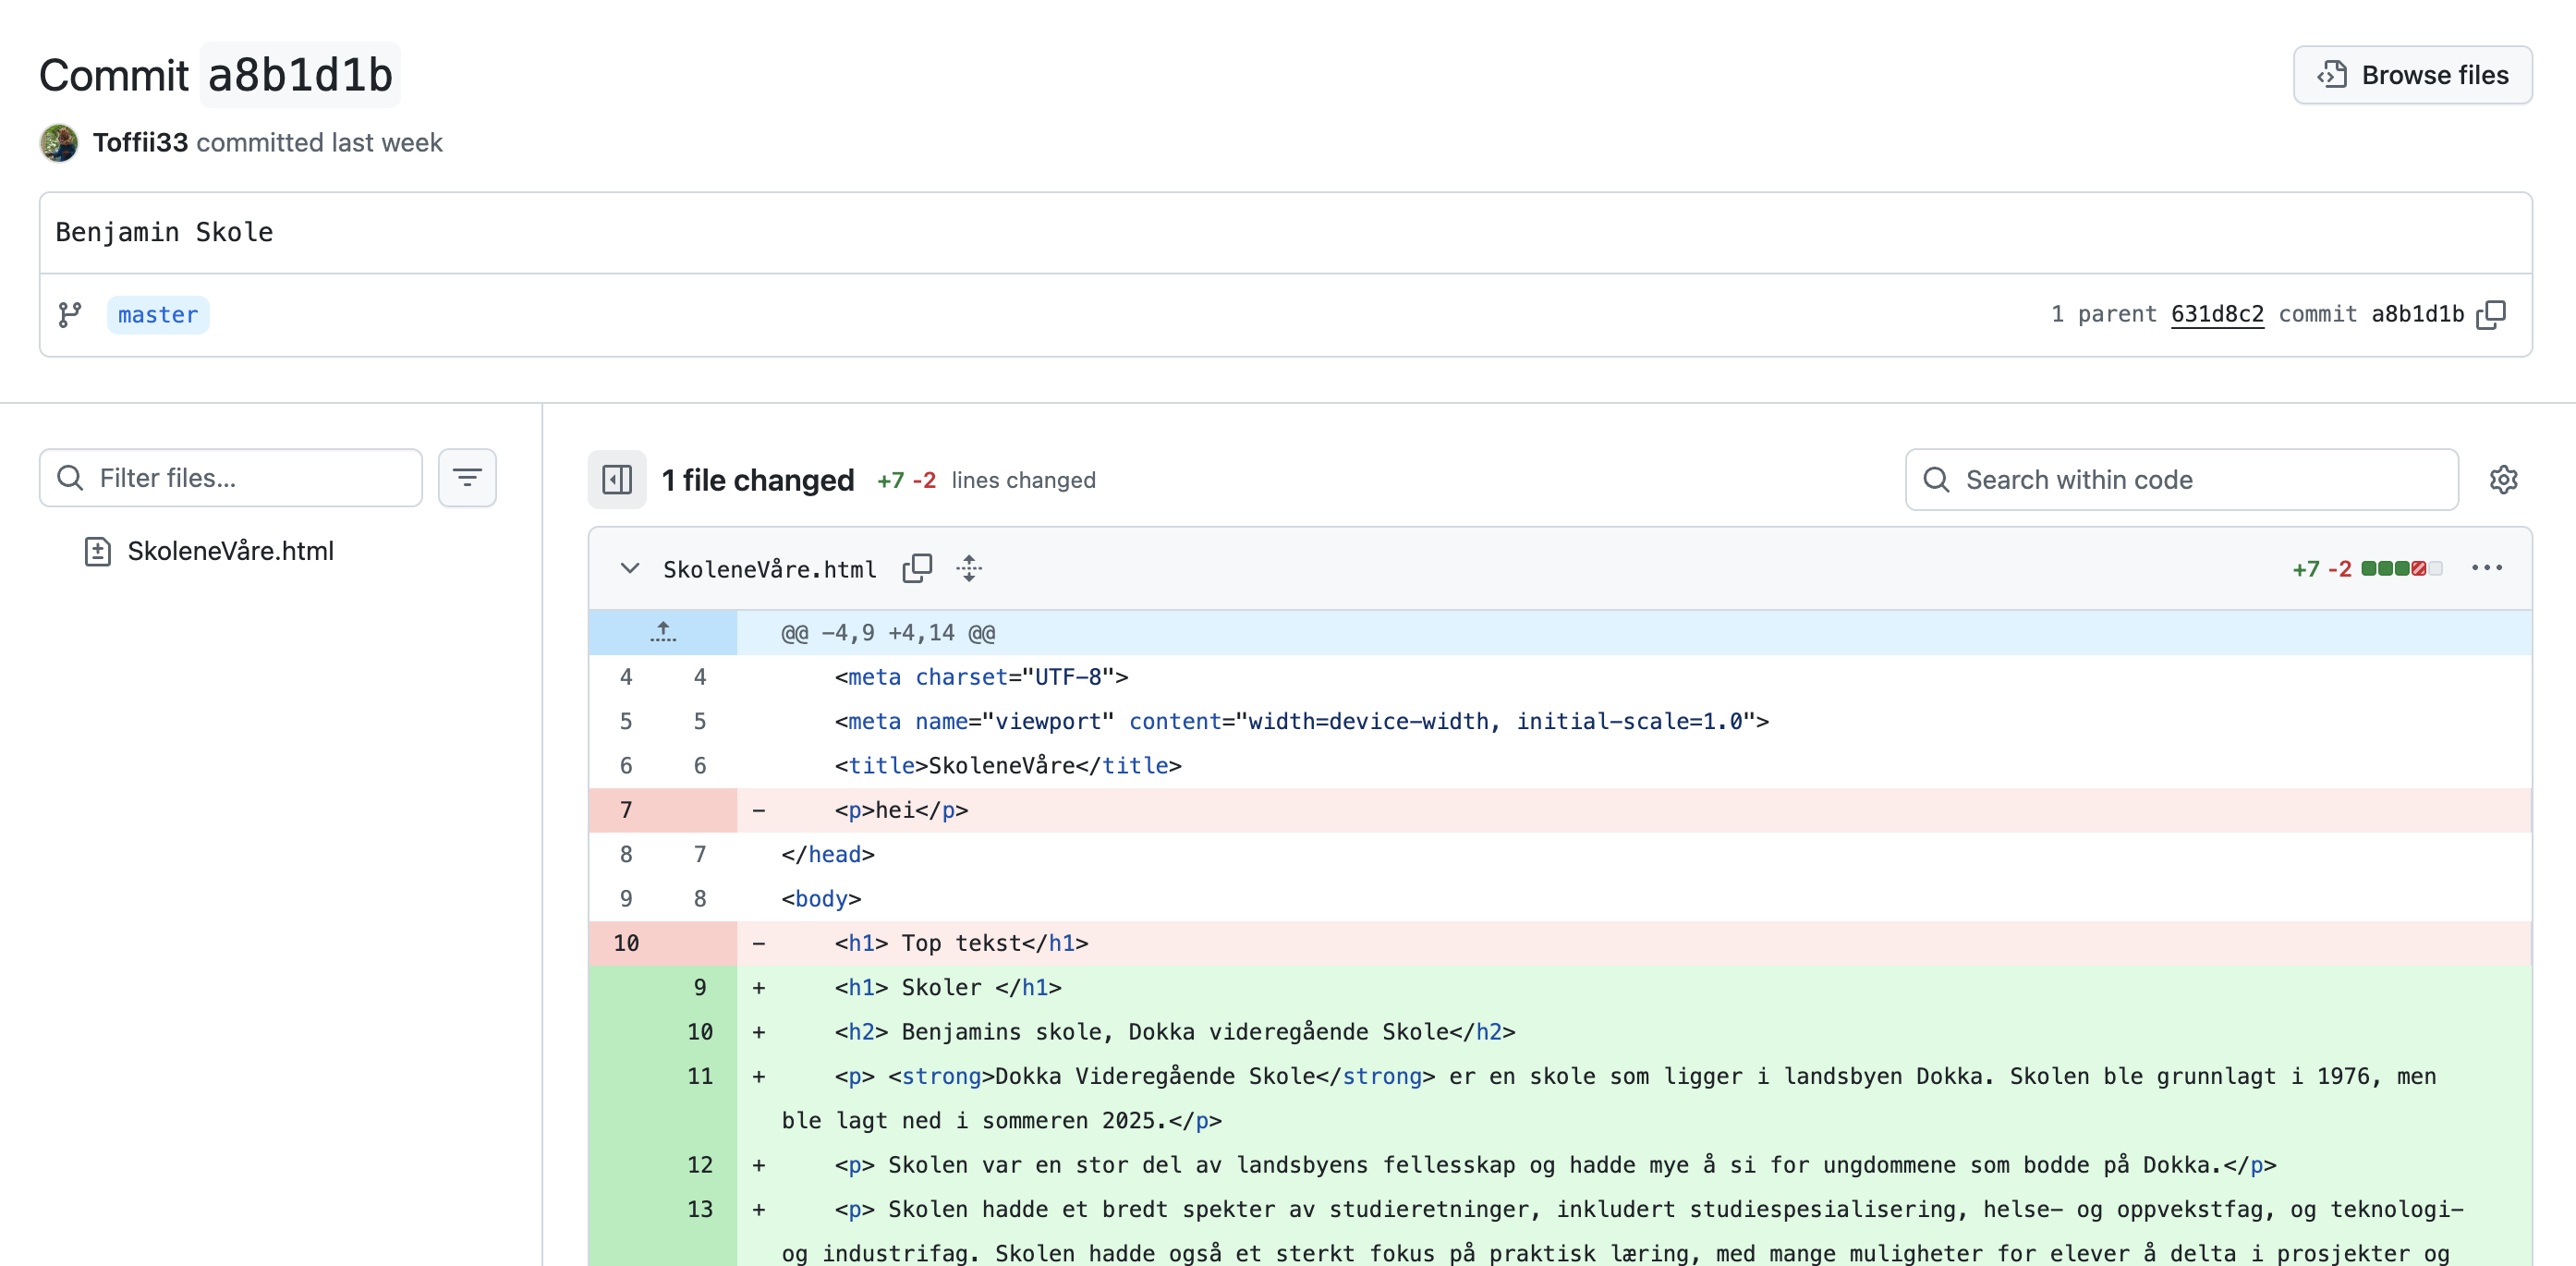 Commit a8b1d1b
Browse files
Toffii33 committed last week
Benjamin Skole
master
1 parent 631d8c2 commit a8b1d1b
Filter files...
SkoleneVåre.html
1 file changed +7 -2 lines changed
Search within code
SkoleneVåre.html
+7 -2
@@ -4,9 +4,14 @@
4 4 <meta charset="UTF-8">
5 5 <meta name="viewport" content="width=device-width, initial-scale=1.0">
6 6 <title>SkoleneVåre</title>
7 - <p>hei</p>
8 7 </head>
9 8 <body>
10 - <h1> Top tekst</h1>
9 + <h1> Skoler </h1>
10 + <h2> Benjamins skole, Dokka videregående Skole</h2>
11 + <p> <strong>Dokka Videregående Skole</strong> er en skole som ligger i landsbyen Dokka. Skolen ble grunnlagt i 1976, men
ble lagt ned i sommeren 2025.</p>
12 + <p> Skolen var en stor del av landsbyens fellesskap og hadde mye å si for ungdommene som bodde på Dokka.</p>
13 + <p> Skolen hadde et bredt spekter av studieretninger, inkludert studiespesialisering, helse- og oppvekstfag, og teknologi-
og industrifag. Skolen hadde også et sterkt fokus på praktisk læring, med mange muligheter for elever å delta i prosjekter og